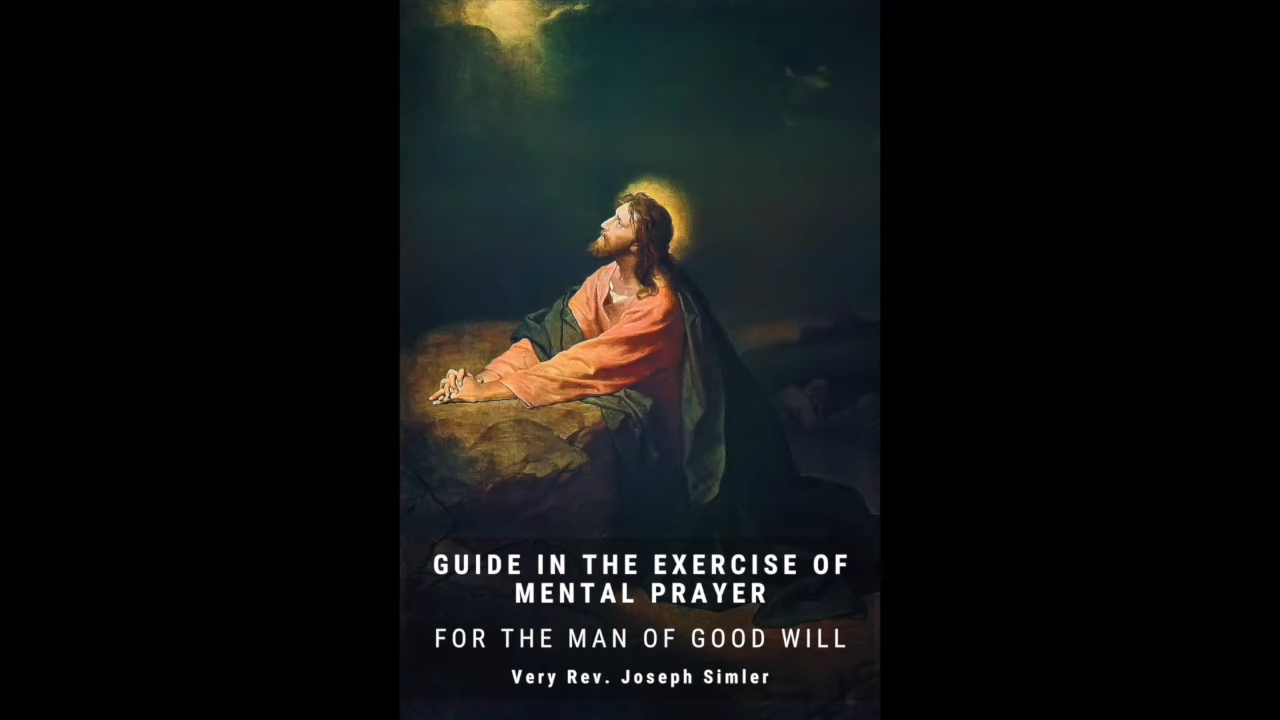 GUIDE IN THE EXERCISE OF
MENTAL PRAYER
FOR THE MAN OF GOOD WILL
Very Rev. Joseph Simler